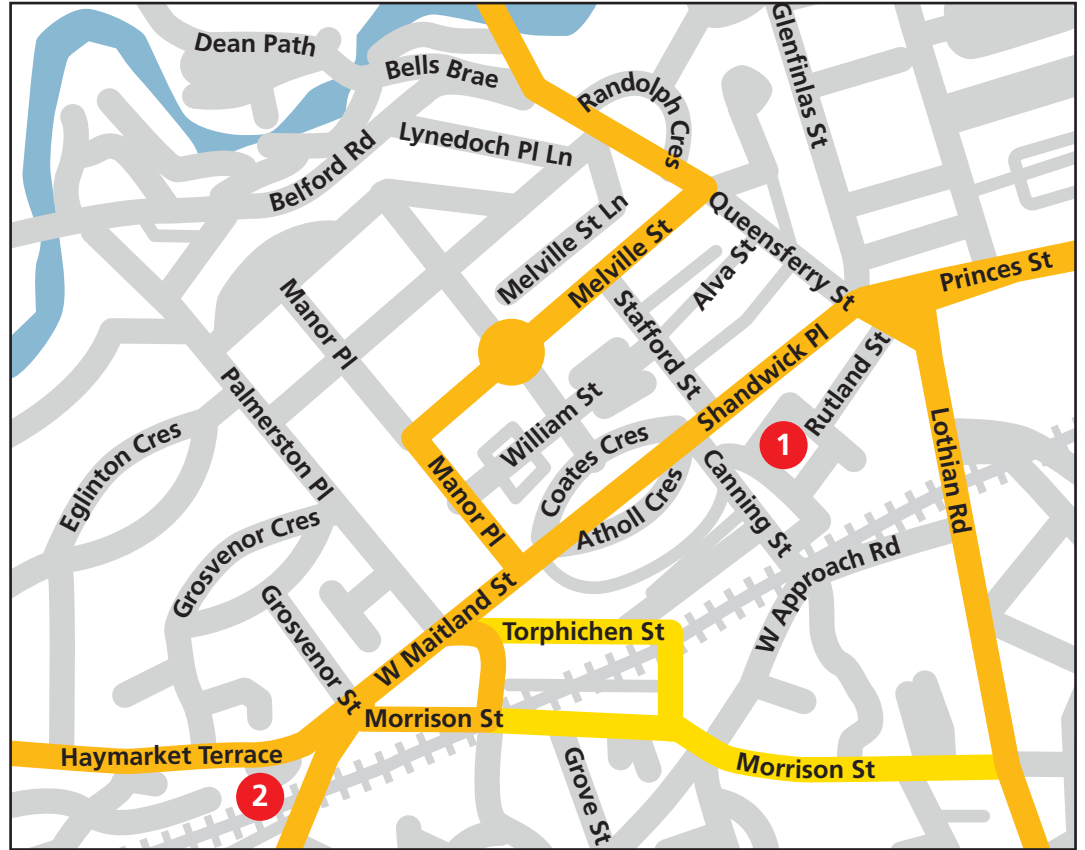 Dean Path
Bells Brae
Glenfinlas St
Randolph Cres
Lynedoch Pl Ln
Belford Rd
Queensferry St
Melville St Ln
Melville St
Alva St
Princes St
Manor Pl
Stafford St
Shandwick Pl
Rutland St
Palmerston Pl
William St
Lothian Rd
Eglinton Cres
Coates Cres
1
Manor Pl
Atholl Cres
Canning St
Grosvenor Cres
W Approach Rd
Grosvenor St
W Maitland St
Torphichen St
Morrison St
Haymarket Terrace
Morrison St
2
Grove St